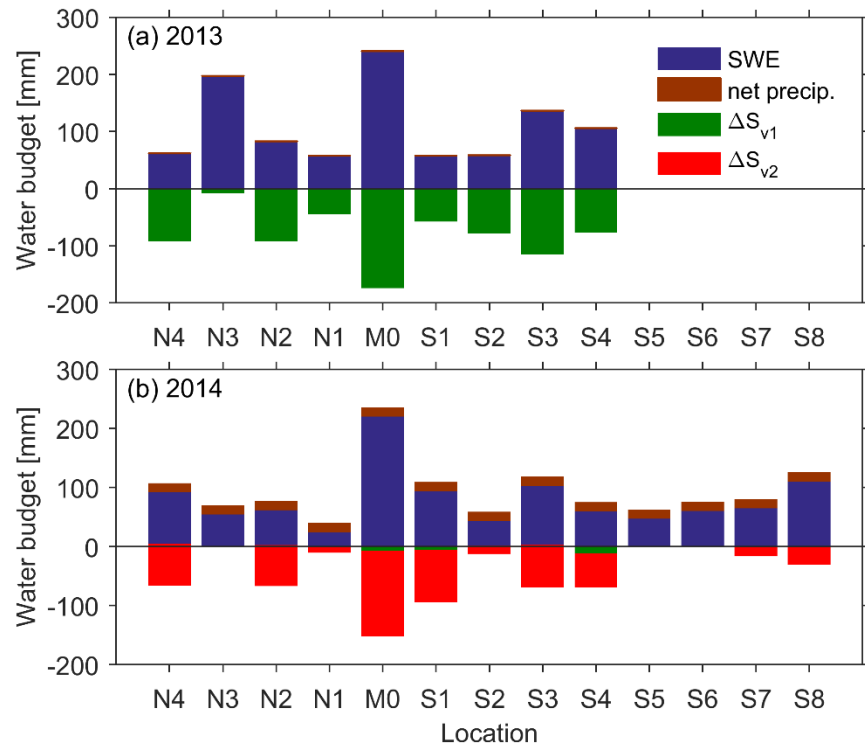 (a) 2013
SWE
net precip.
ΔSv1
ΔSv2
Water budget [mm]
300
200
100
0
-100
-200
N4 N3 N2 N1 M0 S1 S2 S3 S4 S5 S6 S7 S8
(b) 2014
Water budget [mm]
300
200
100
0
-100
-200
N4 N3 N2 N1 M0 S1 S2 S3 S4 S5 S6 S7 S8
Location